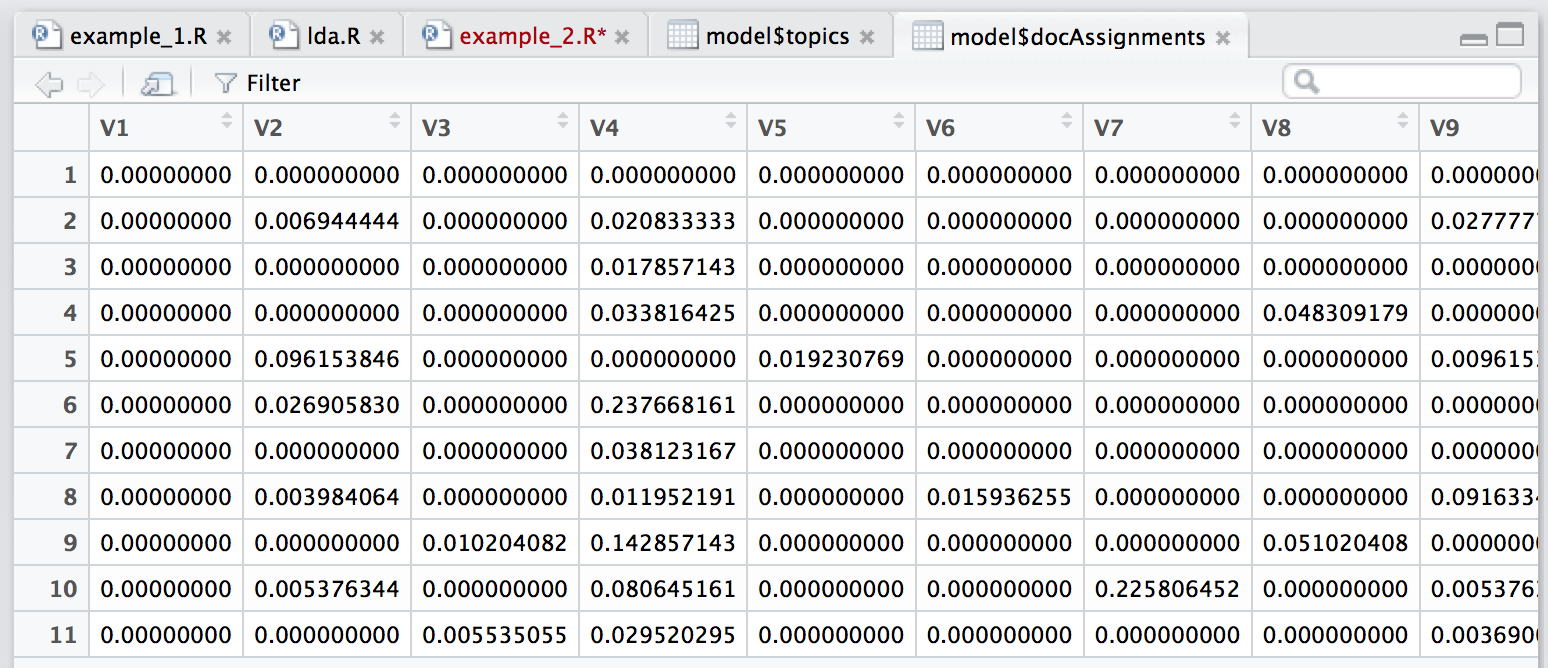 example_1.R lda.R example_2.R* model$topics model$docAssignments
Filter
V1 V2 V3 V4 V5 V6 V7 V8 V9
1 0.00000000 0.000000000 0.000000000 0.000000000 0.000000000 0.000000000 0.000000000 0.000000000 0.000000
2 0.00000000 0.006944444 0.000000000 0.020833333 0.000000000 0.000000000 0.000000000 0.000000000 0.027777
3 0.00000000 0.000000000 0.000000000 0.017857143 0.000000000 0.000000000 0.000000000 0.000000000 0.000000
4 0.00000000 0.000000000 0.000000000 0.033816425 0.000000000 0.000000000 0.000000000 0.048309179 0.000000
5 0.00000000 0.096153846 0.000000000 0.000000000 0.019230769 0.000000000 0.000000000 0.000000000 0.009615
6 0.00000000 0.026905830 0.000000000 0.237668161 0.000000000 0.000000000 0.000000000 0.000000000 0.000000
7 0.00000000 0.000000000 0.000000000 0.038123167 0.000000000 0.000000000 0.000000000 0.000000000 0.000000
8 0.00000000 0.003984064 0.000000000 0.011952191 0.000000000 0.015936255 0.000000000 0.000000000 0.091633
9 0.00000000 0.000000000 0.010204082 0.142857143 0.000000000 0.000000000 0.000000000 0.051020408 0.000000
10 0.00000000 0.005376344 0.000000000 0.080645161 0.000000000 0.000000000 0.225806452 0.000000000 0.005376
11 0.00000000 0.000000000 0.005535055 0.029520295 0.000000000 0.000000000 0.000000000 0.000000000 0.003690